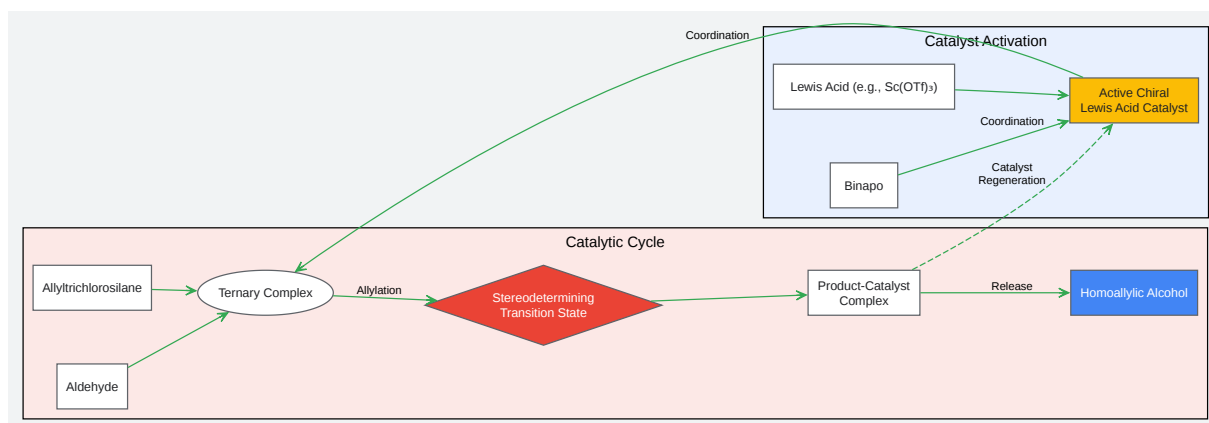 Coordination
Catalyst Activation
Lewis Acid (e.g., Sc(OTf)₃)
Active Chiral
Lewis Acid Catalyst
Coordination
Catalyst
Regeneration
Binapo
Catalytic Cycle
Allyltrichlorosilane
Ternary Complex
Allylation
Stereodetermining
Transition State
Product-Catalyst
Complex
Release
Homoallylic Alcohol
Aldehyde